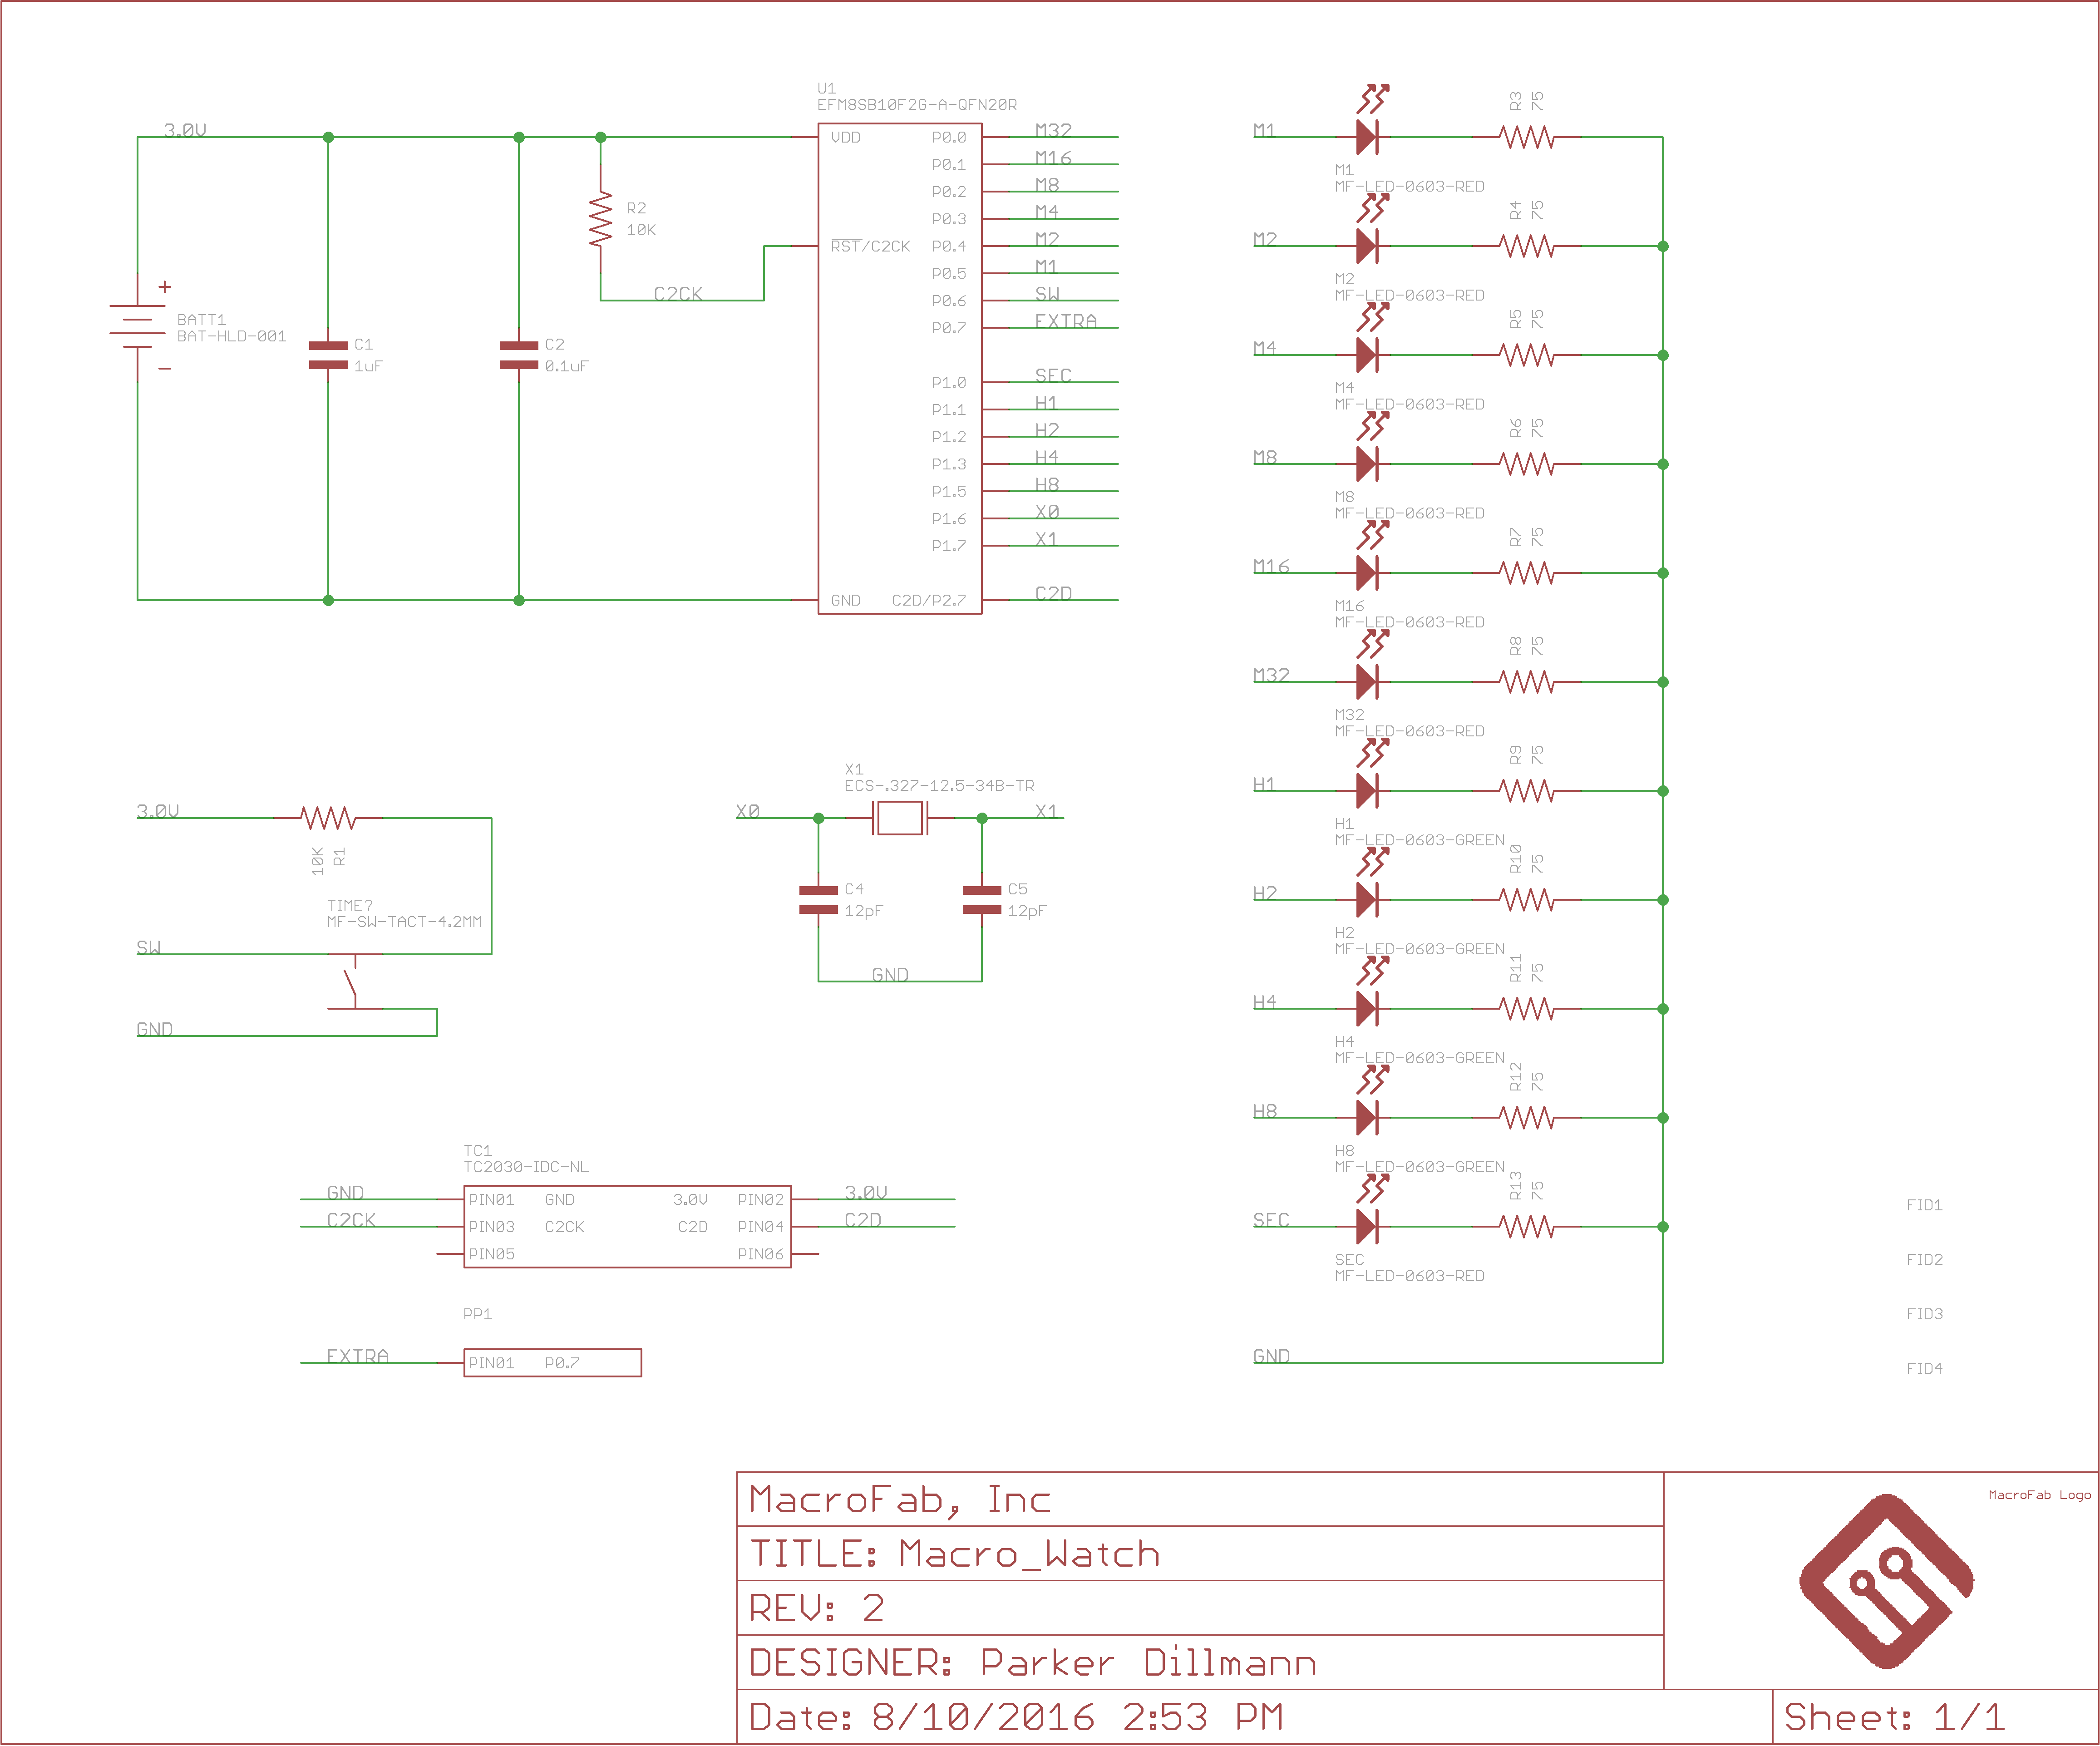 U1
EFM8SB10F2G-A-QFN20R
3.0V
VDD
RST/C2CK
GND
P0.0
P0.1
P0.2
P0.3
P0.4
P0.5
P0.6
P0.7
P1.0
P1.1
P1.2
P1.3
P1.5
P1.6
P1.7
C2D/P2.7
M32
M16
M8
M4
M2
M1
SW
EXTRA
SEC
H1
H2
H4
H8
X0
X1
C2D
R2
10K
C2CK
+
BATT1
BAT-HLD-001
-
C1
1uF
C2
0.1uF
M1
M1
MF-LED-0603-RED
R3
75
M2
M2
MF-LED-0603-RED
R4
75
M4
M4
MF-LED-0603-RED
R5
75
M8
M8
MF-LED-0603-RED
R6
75
M16
M16
MF-LED-0603-RED
R7
75
M32
M32
MF-LED-0603-RED
R8
75
H1
H1
MF-LED-0603-GREEN
R9
75
H2
H2
MF-LED-0603-GREEN
R10
75
H4
H4
MF-LED-0603-GREEN
R11
75
H8
H8
MF-LED-0603-GREEN
R12
75
SEC
SEC
MF-LED-0603-RED
R13
75
GND
3.0V
10K
R1
TIME?
MF-SW-TACT-4.2MM
SW
GND
X1
ECS-.327-12.5-34B-TR
X0
X1
C4
12pF
C5
12pF
GND
TC1
TC2030-IDC-NL
GND
PIN01 GND 3.0V PIN02
3.0V
C2CK
PIN03 C2CK C2D PIN04
C2D
PIN05 PIN06
PP1
EXTRA
PIN01 P0.7
FID1
FID2
FID3
FID4
MacroFab, Inc
TITLE: Macro_Watch
REV: 2
DESIGNER: Parker Dillmann
Date: 8/10/2016 2:53 PM
MacroFab Logo
Sheet: 1/1